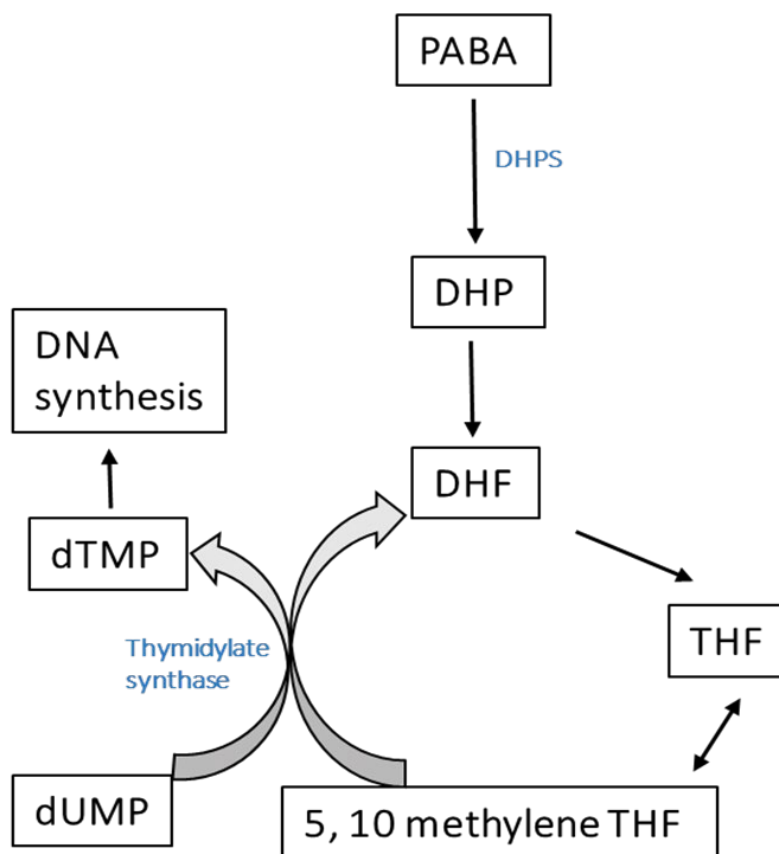 PABA
DHPS
DHP
DNA
synthesis
DHF
dTMP
THF
Thymidylate
synthase
dUMP
5, 10 methylene THF